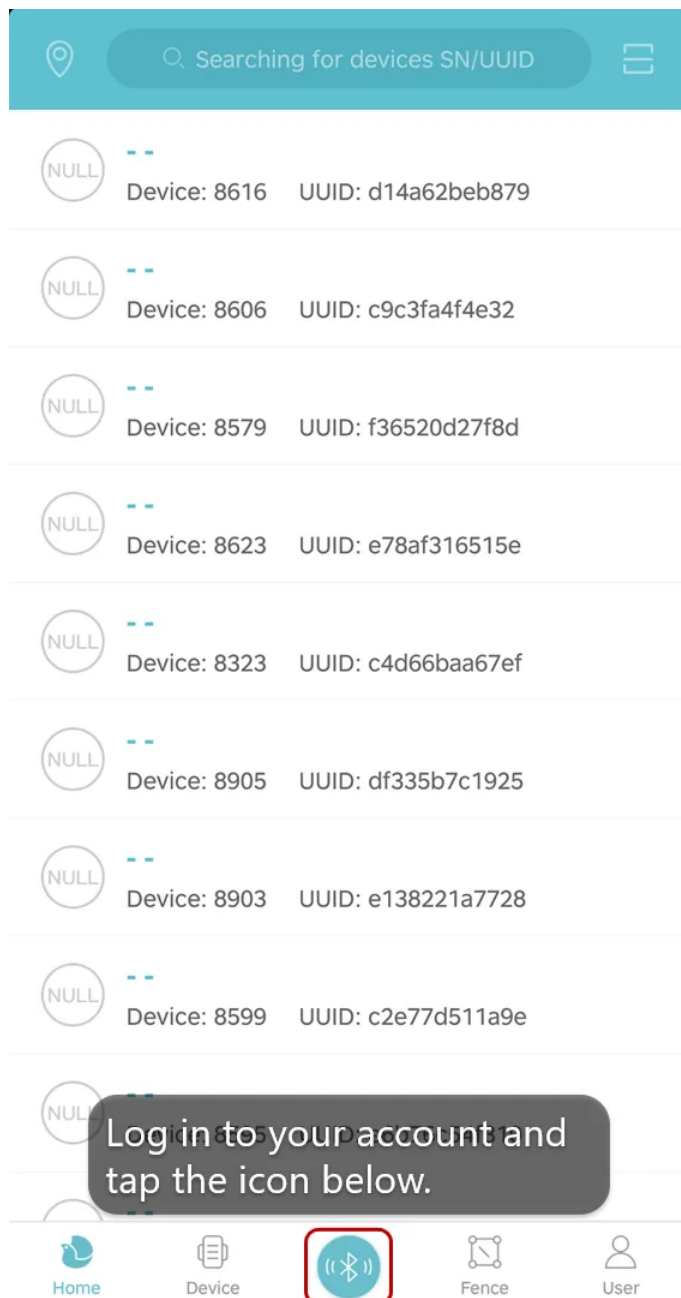 Searching for devices SN/UUID
NULL
- -
Device: 8616 UUID: d14a62beb879
NULL
- -
Device: 8606 UUID: c9c3fa4f4e32
NULL
- -
Device: 8579 UUID: f36520d27f8d
NULL
- -
Device: 8623 UUID: e78af316515e
NULL
- -
Device: 8323 UUID: c4d66baa67ef
NULL
- -
Device: 8905 UUID: df335b7c1925
NULL
- -
Device: 8903 UUID: e138221a7728
NULL
- -
Device: 8599 UUID: c2e77d511a9e
NULL
- -
Log in to your account and
tap the icon below.
Home Device Fence User